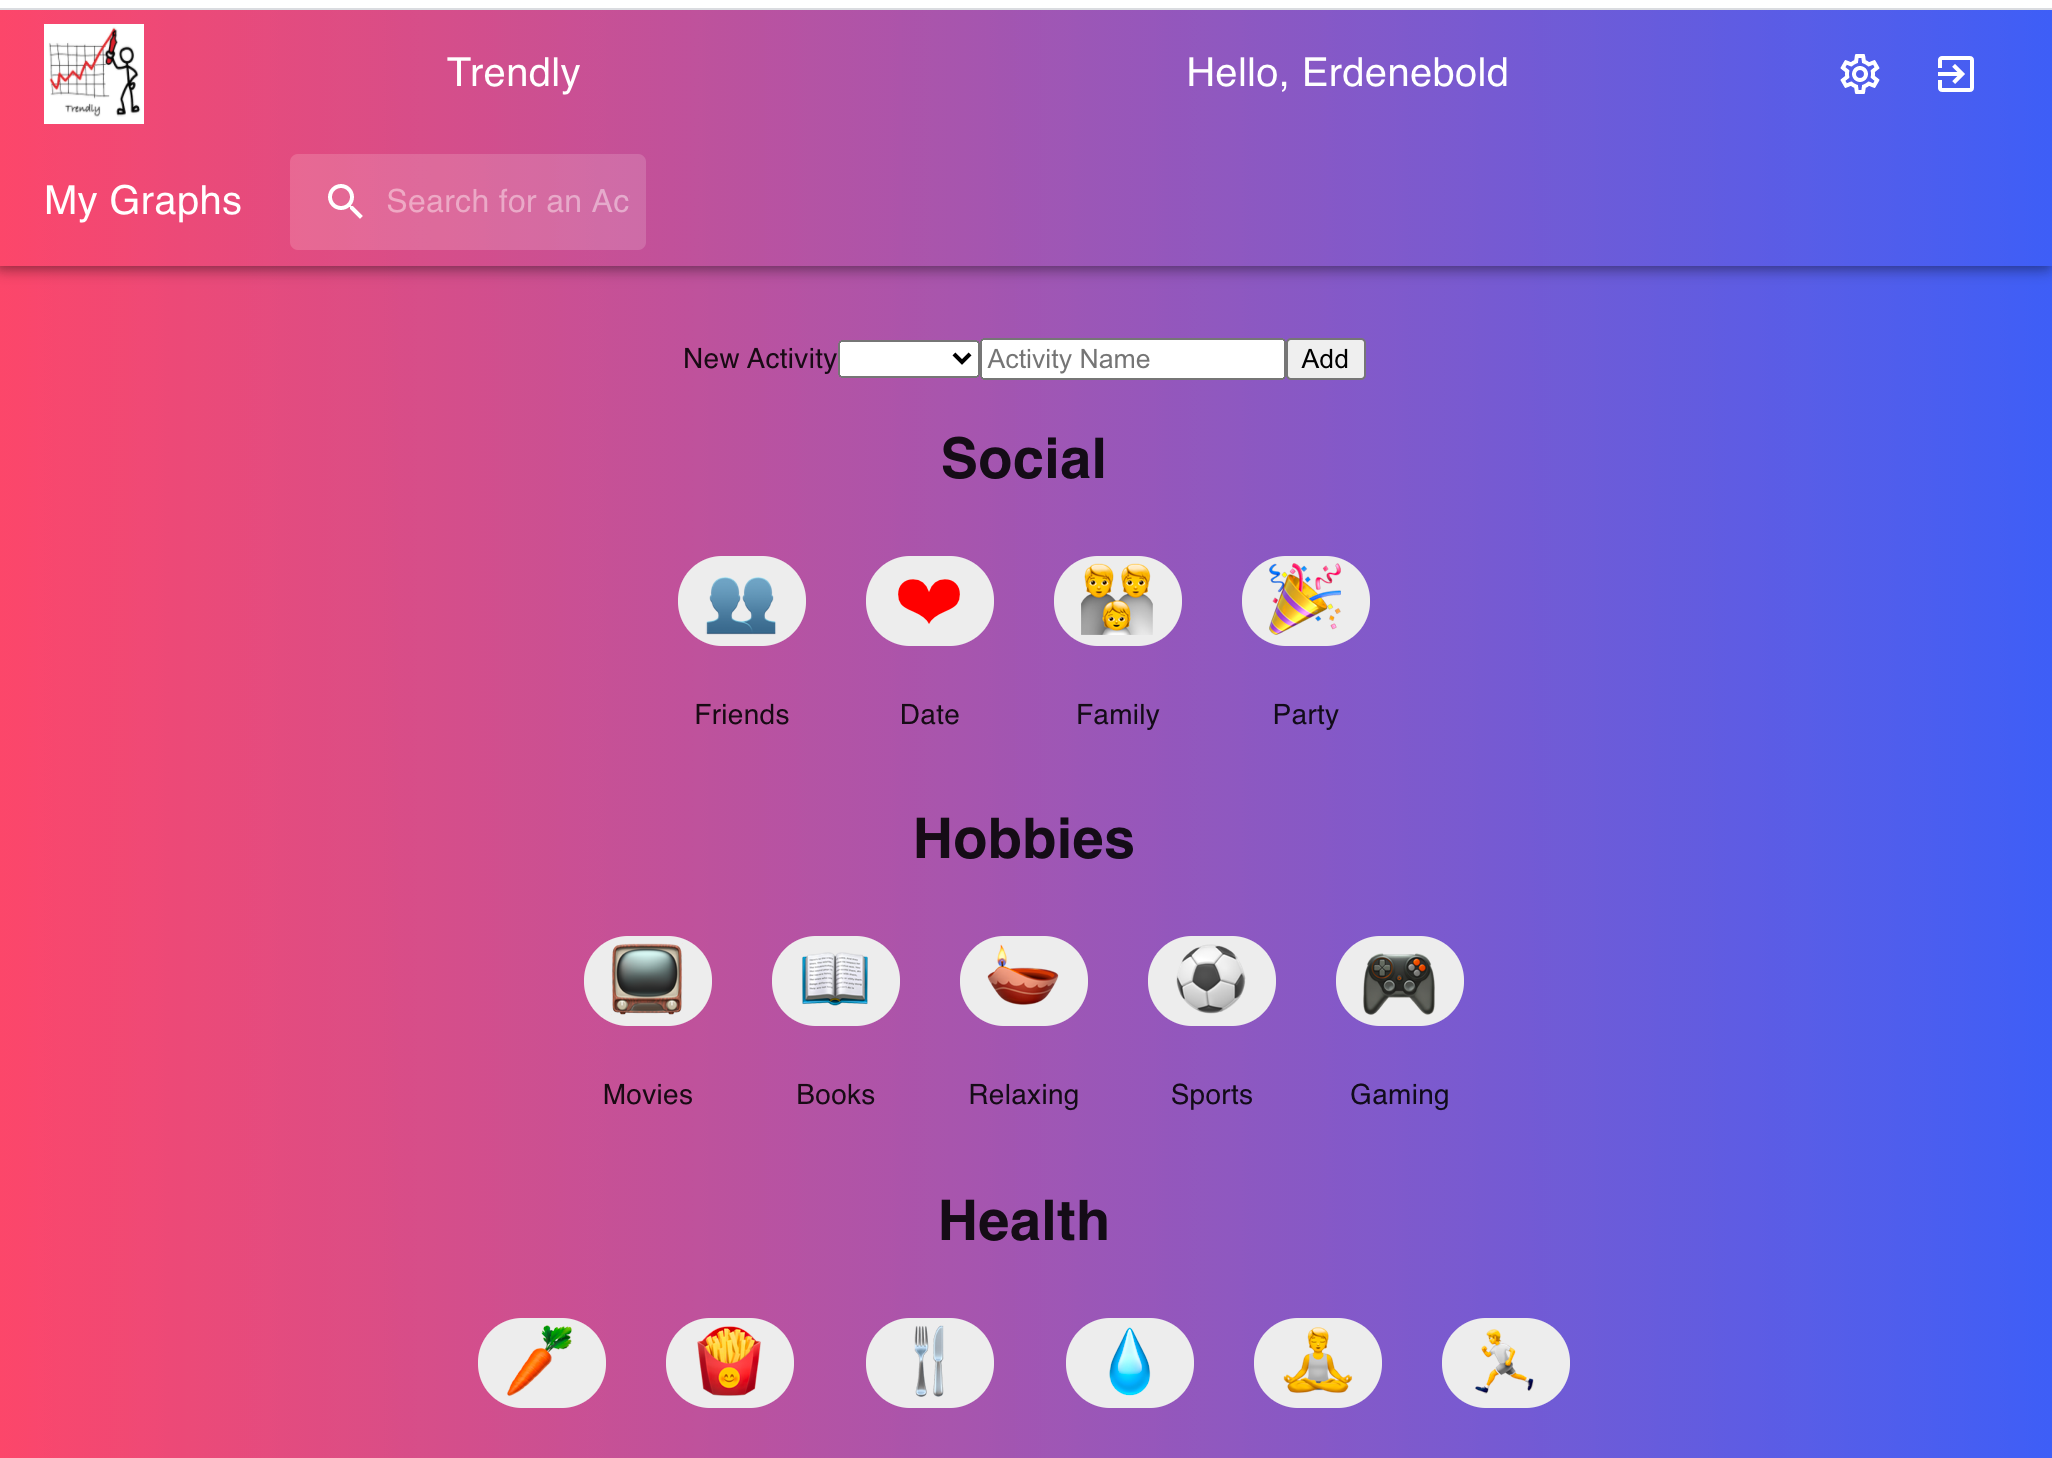 Trendly
Trendly
Hello, Erdenebold
My Graphs
Search for an Ac
New Activity
Activity Name
Add
Social
Friends
Date
Family
Party
Hobbies
Movies
Books
Relaxing
Sports
Gaming
Health